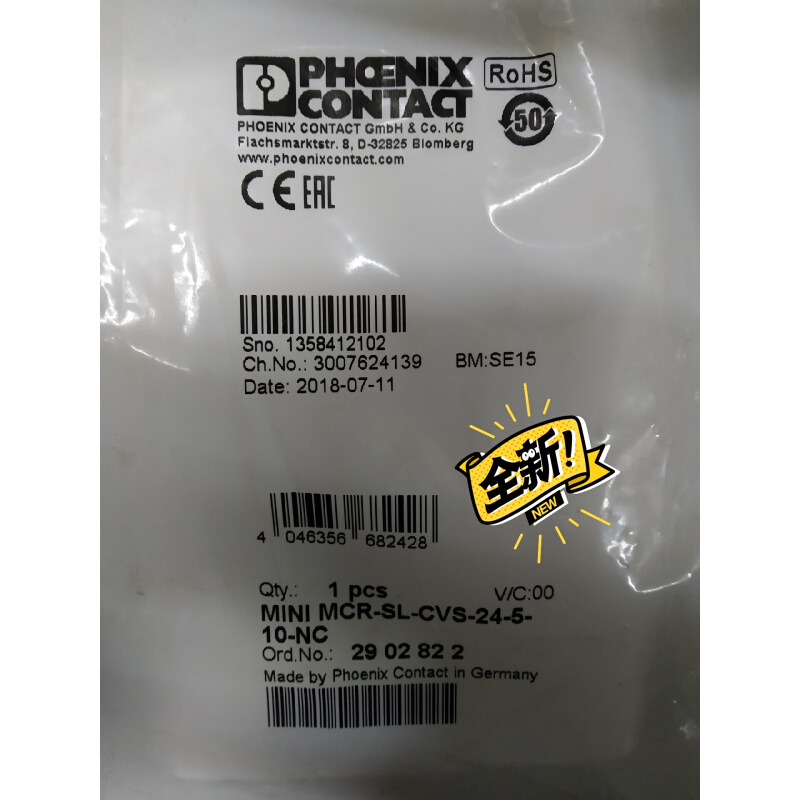 PHŒNIX
CONTACT
RoHS
50
PHOENIX CONTACT GmbH & Co. KG
Flachsmarktstr. 8, D-32825 Blomberg
www.phoenixcontact.com
CE EAC
Sno. 1358412102
Ch.No.: 3007624139 BM:SE15
Date: 2018-07-11
全新!
NEW
4 046356 682428
Qty.: 1 pcs V/C:00
MINI MCR-SL-CVS-24-5-
10-NC
Ord.No.: 29 02 82 2
Made by Phoenix Contact in Germany